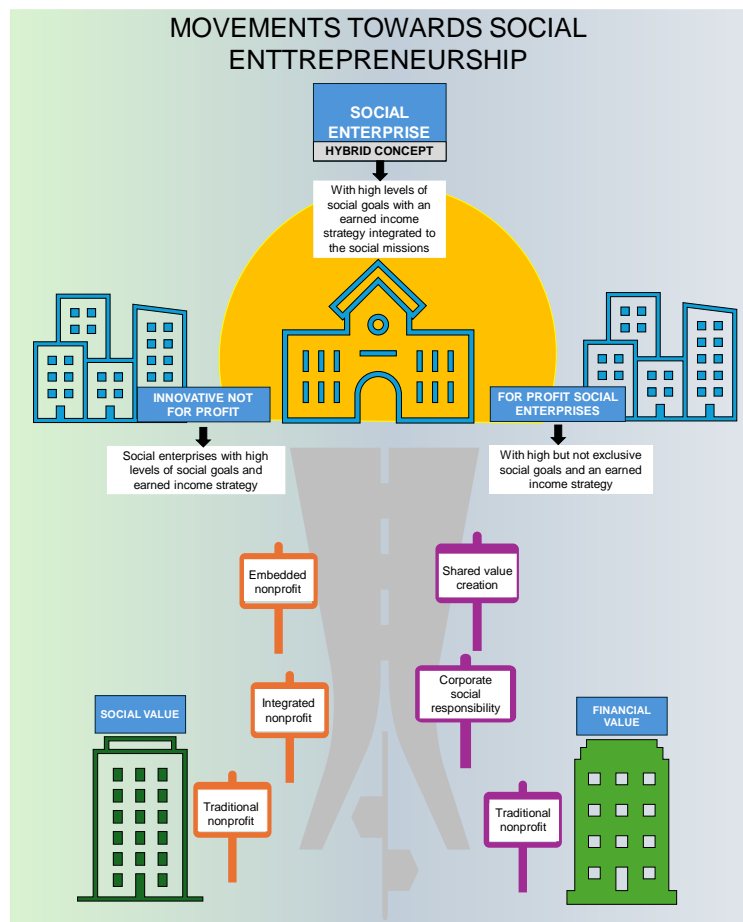 MOVEMENTS TOWARDS SOCIAL
ENTTREPRENEURSHIP
SOCIAL
ENTERPRISE
HYBRID CONCEPT
With high levels of
social goals with an
earned income
strategy integrated to
the social missions
INNOVATIVE NOT
FOR PROFIT
Social enterprises with high
levels of social goals and
earned income strategy
FOR PROFIT SOCIAL
ENTERPRISES
With high but not exclusive
social goals and an earned
income strategy
Embedded
nonprofit
Shared value
creation
Integrated
nonprofit
Corporate
social
responsibility
SOCIAL VALUE
FINANCIAL
VALUE
Traditional
nonprofit
Traditional
nonprofit